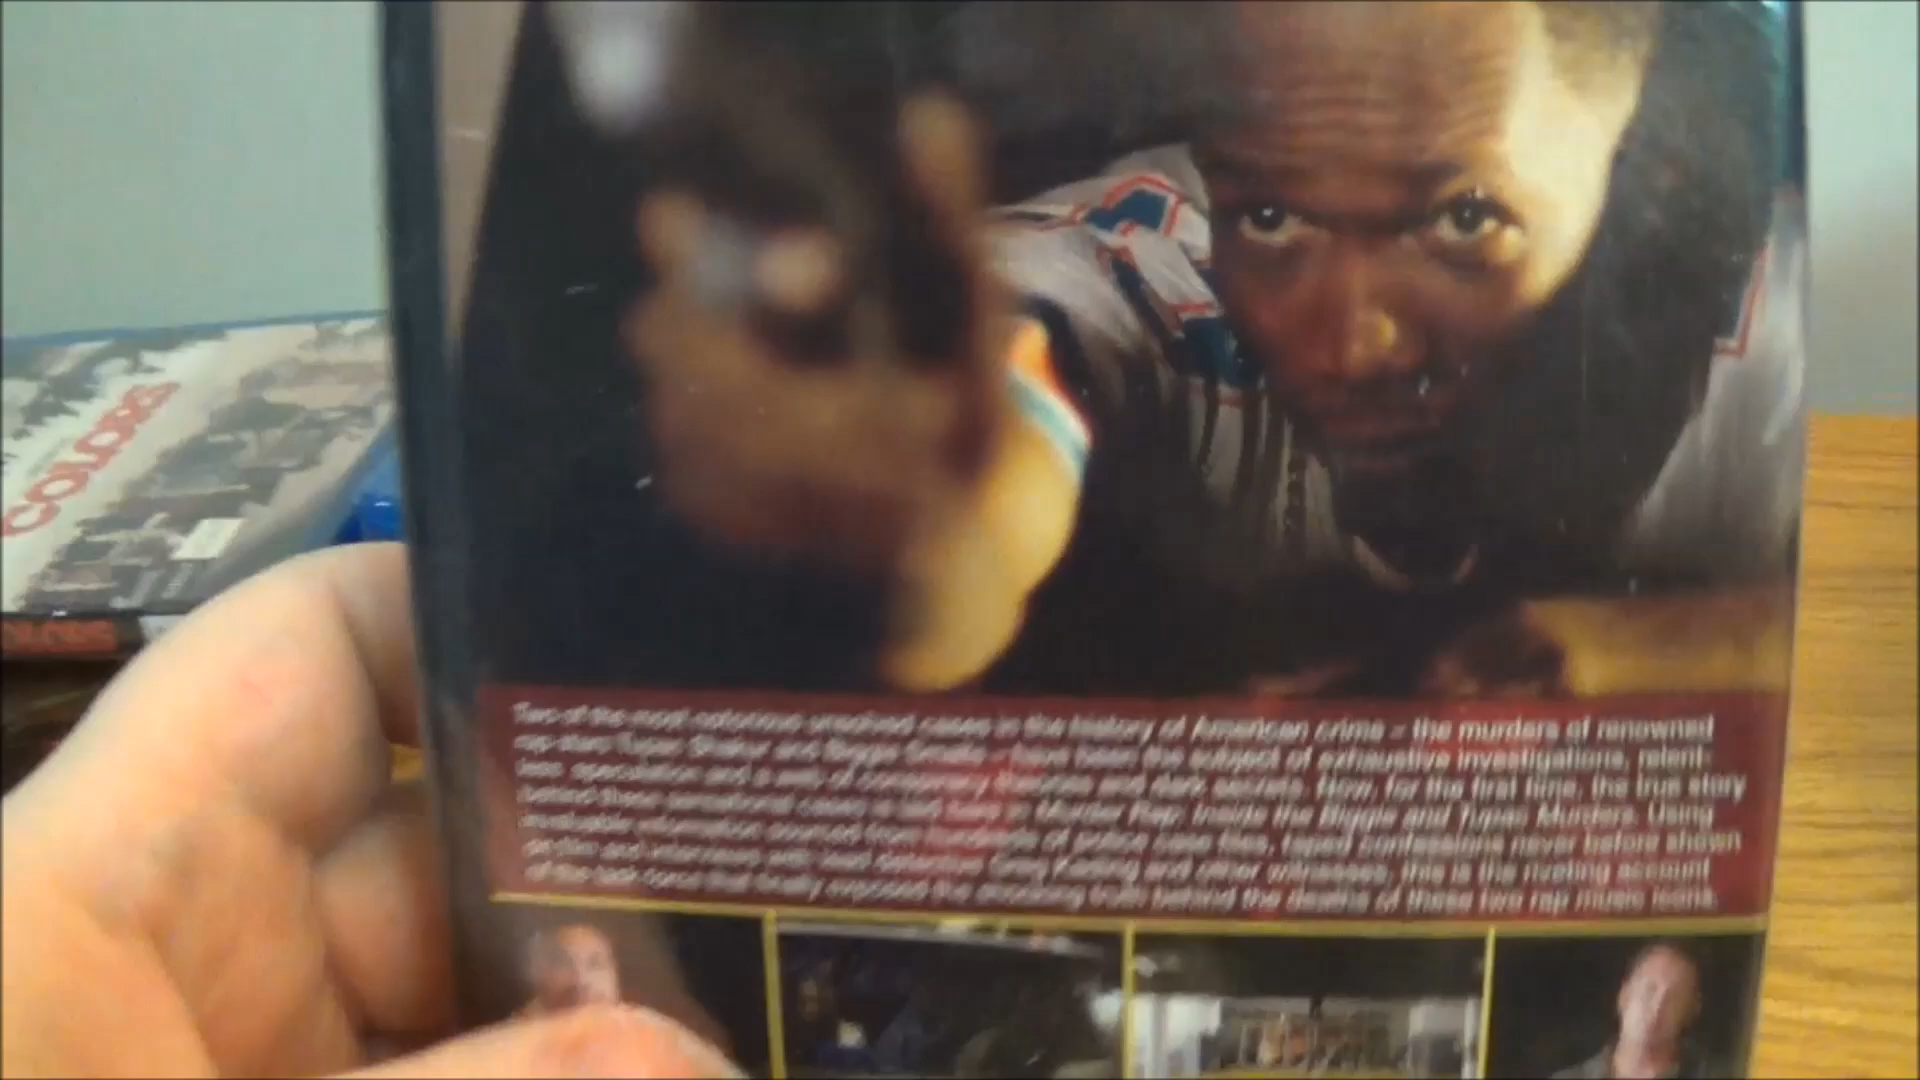 COLORS
COLORS
Two of the most notorious unsolved cases in the history of American crime – the murders of renowned
rap stars Tupac Shakur and Biggie Smalls – have been the subject of exhaustive investigations, relent-
less speculation and a web of conspiracy theories and dark secrets. Now, for the first time, the true story
behind these sensational cases is laid bare in Murder Rap: Inside the Biggie and Tupac Murders. Using
invaluable information sourced from hundreds of police case files, taped confessions never before shown
on film and interviews with lead Detective Greg Kading and other witnesses, this is the riveting account
of the task force that finally exposed the shocking truth behind the deaths of these two rap music icons.